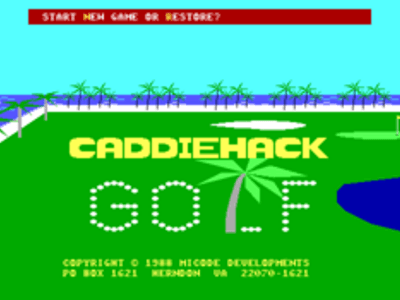 START NEW GAME OR RESTORE?
CADDIEHACK
GOLF
COPYRIGHT © 1988 MICODE DEVELOPMENTS
PO BOX 1621 HERNDON VA 22070-1621